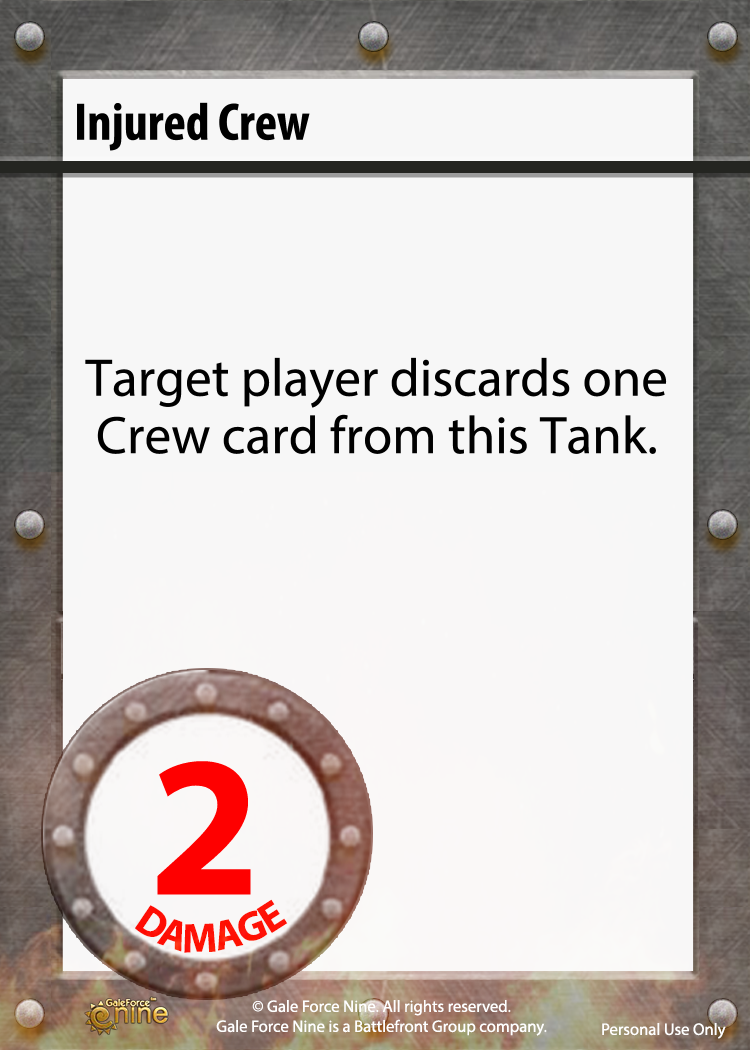 Injured Crew
Target player discards one
Crew card from this Tank.
2
DAMAGE
GaleForce™
nine
© Gale Force Nine. All rights reserved.
Gale Force Nine is a Battlefront Group company.
Personal Use Only